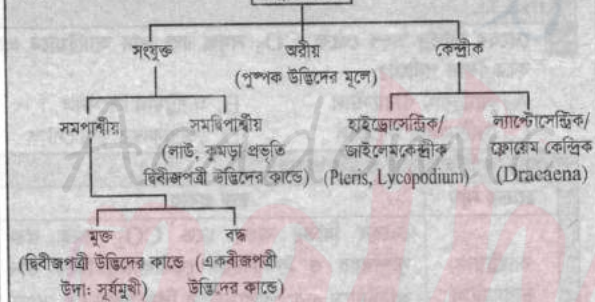 সংযুক্ত অরীয় কেন্দ্রীক
(পুষ্পক উদ্ভিদের মূলে)
সমপার্শ্বীয় সমদ্বিপার্শ্বীয় হাইড্রোসেন্ট্রিক/ ল্যাপ্টোসেন্ট্রিক/
(লাউ, কুমড়া প্রভৃতি জাইলেমকেন্দ্রীক ফ্লোয়েম কেন্দ্রিক
দ্বিবীজপত্রী উদ্ভিদের কান্ডে) (Pteris, Lycopodium) (Dracaena)
মুক্ত বদ্ধ
(দ্বিবীজপত্রী উদ্ভিদের কান্ডে (একবীজপত্রী
উদা: সূর্যমুখী) উদ্ভিদের কান্ডে)